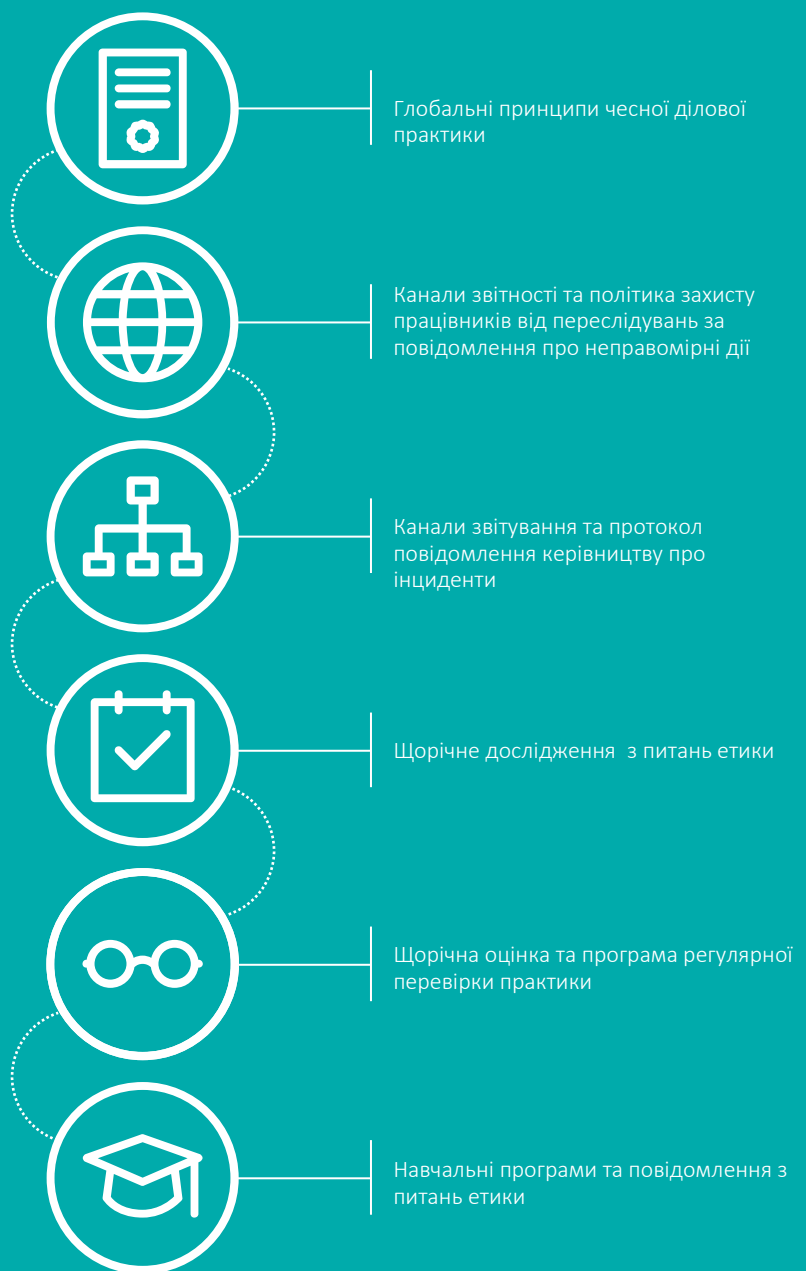 Глобальні принципи чесної ділової
практики
Канали звітності та політика захисту
працівників від переслідувань за
повідомлення про неправомірні дії
Канали звітування та протокол
повідомлення керівництву про
інциденти
Щорічне дослідження  з питань етики
Щорічна оцінка та програма регулярної
перевірки практики
Навчальні програми та повідомлення з
питань етики